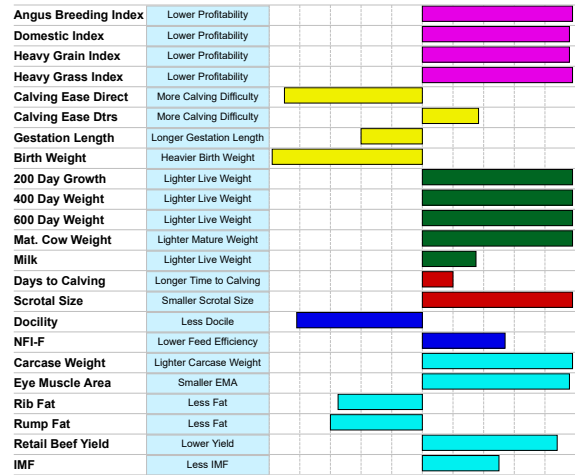 Angus Breeding Index Lower Profitability
Domestic Index Lower Profitability
Heavy Grain Index Lower Profitability
Heavy Grass Index Lower Profitability
Calving Ease Direct More Calving Difficulty
Calving Ease Dtrs More Calving Difficulty
Gestation Length Longer Gestation Length
Birth Weight Heavier Birth Weight
200 Day Growth Lighter Live Weight
400 Day Weight Lighter Live Weight
600 Day Weight Lighter Live Weight
Mat. Cow Weight Lighter Mature Weight
Milk Lighter Live Weight
Days to Calving Longer Time to Calving
Scrotal Size Smaller Scrotal Size
Docility Less Docile
NFI-F Lower Feed Efficiency
Carcase Weight Lighter Carcase Weight
Eye Muscle Area Smaller EMA
Rib Fat Less Fat
Rump Fat Less Fat
Retail Beef Yield Lower Yield
IMF Less IMF